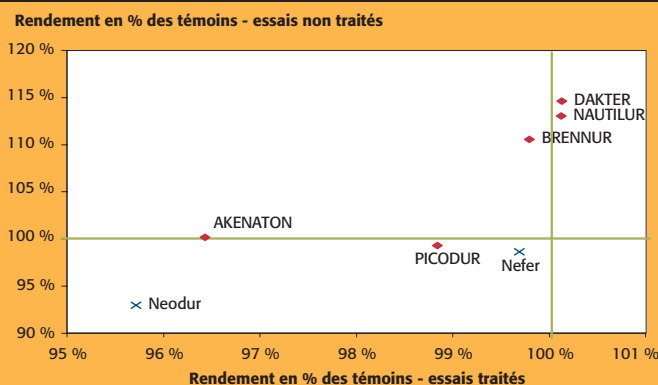 Rendement en % des témoins - essais non traités
120 %
115 %
110 %
105 %
100 %
95 %
90 %
DAKTER
NAUTILUR
BRENNUR
AKENATON
PICODUR
Nefer
Neodur
95 %
96 %
97 %
98 %
99 %
100 %
101 %
Rendement en % des témoins - essais traités